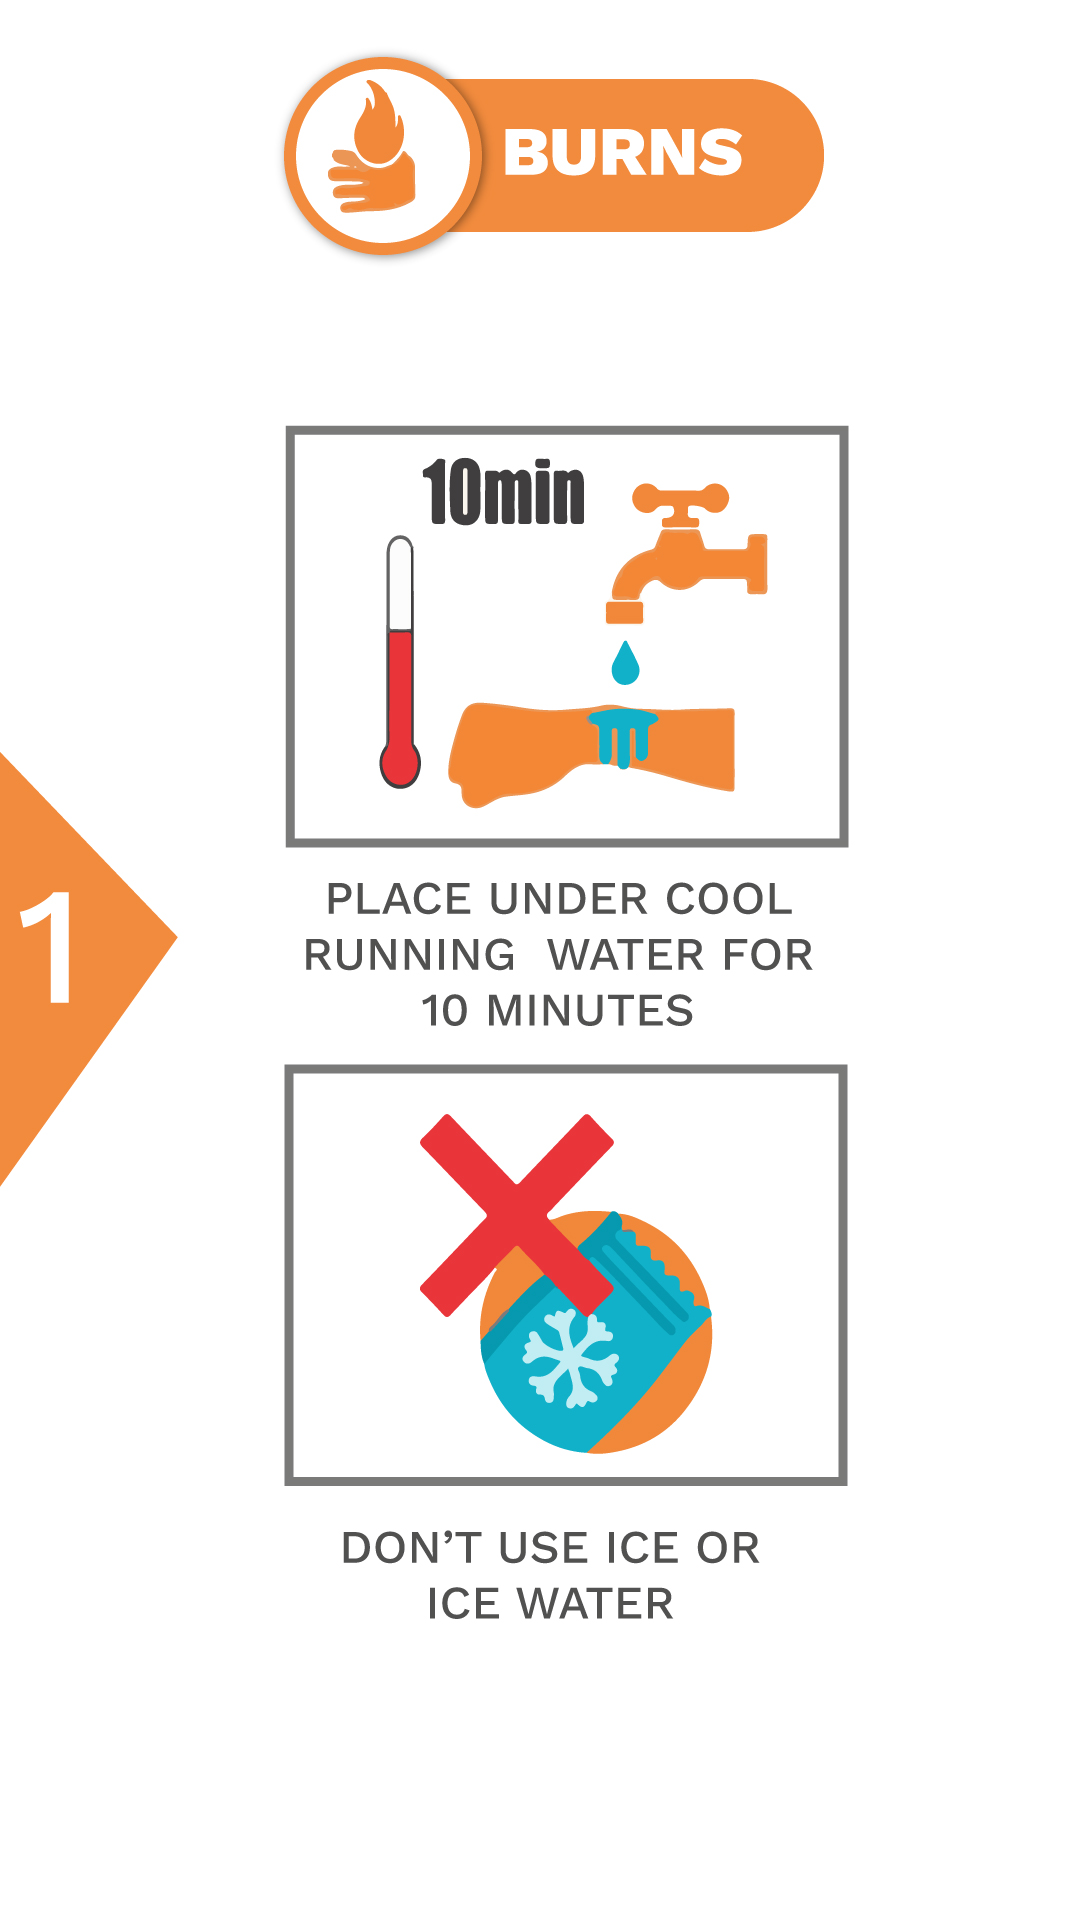 BURNS
10min
1
PLACE UNDER COOL
RUNNING WATER FOR
10 MINUTES
DON'T USE ICE OR
ICE WATER